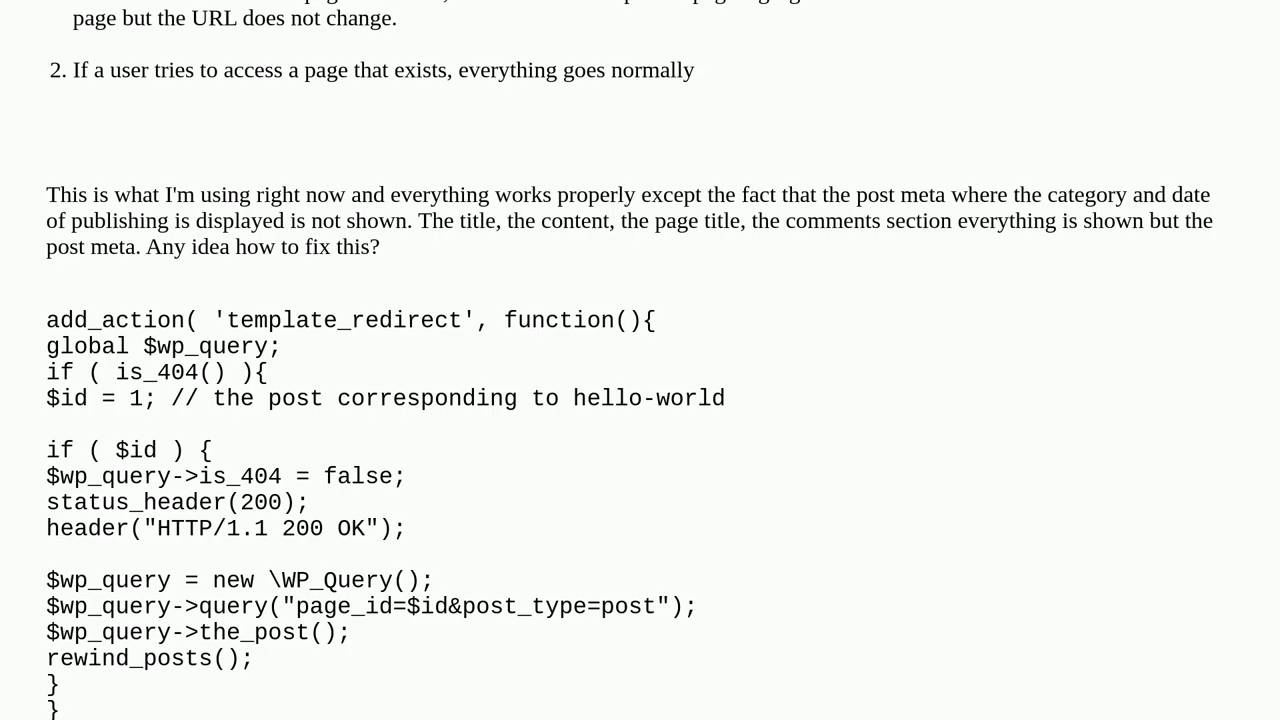 page but the URL does not change.
2. If a user tries to access a page that exists, everything goes normally
This is what I'm using right now and everything works properly except the fact that the post meta where the category and date
of publishing is displayed is not shown. The title, the content, the page title, the comments section everything is shown but the
post meta. Any idea how to fix this?
add_action( 'template_redirect', function(){
global $wp_query;
if ( is_404() ){
$id = 1; // the post corresponding to hello-world
if ( $id ) {
$wp_query->is_404 = false;
status_header(200);
header("HTTP/1.1 200 OK");
$wp_query = new \WP_Query();
$wp_query->query("page_id=$id&post_type=post");
$wp_query->the_post();
rewind_posts();
}
}